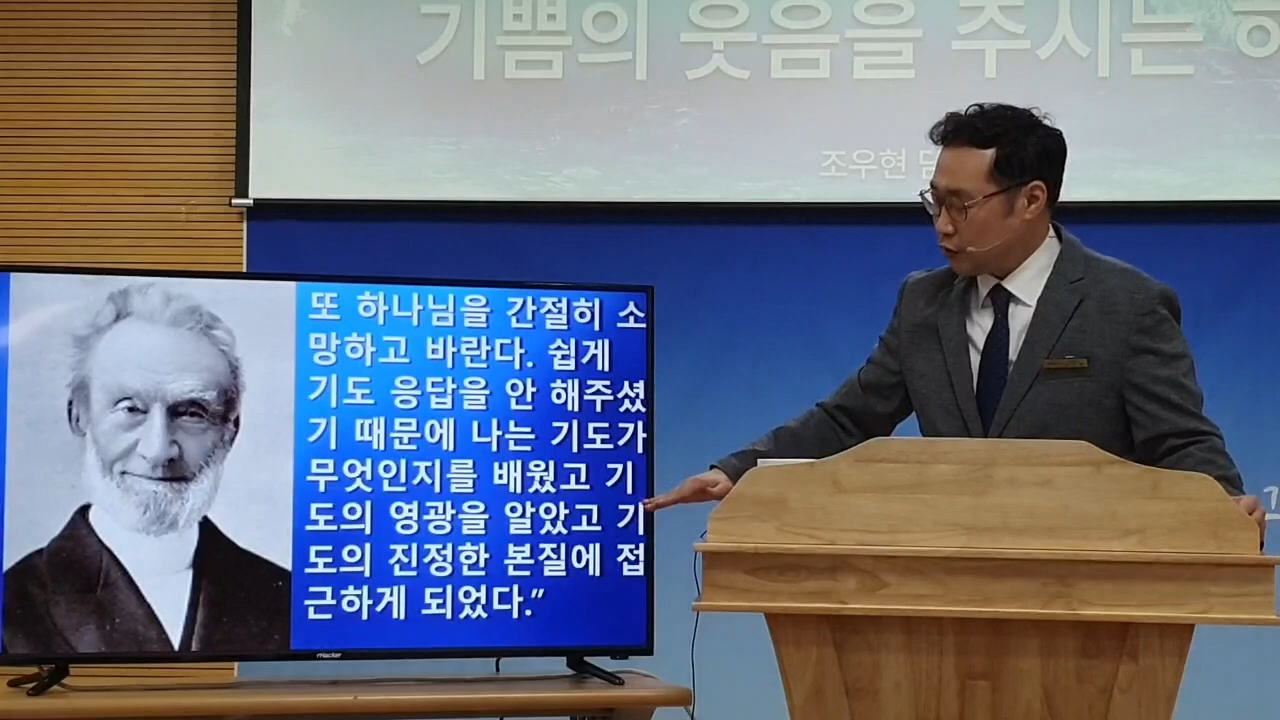 기쁨의 웃음을 주시는 하
조우현 담
또 하나님을 간절히 소
망하고 바란다. 쉽게
기도 응답을 안 해주셨
기 때문에 나는 기도가
무엇인지를 배웠고 기
도의 영광을 알았고 기
도의 진정한 본질에 접
근하게 되었다.”